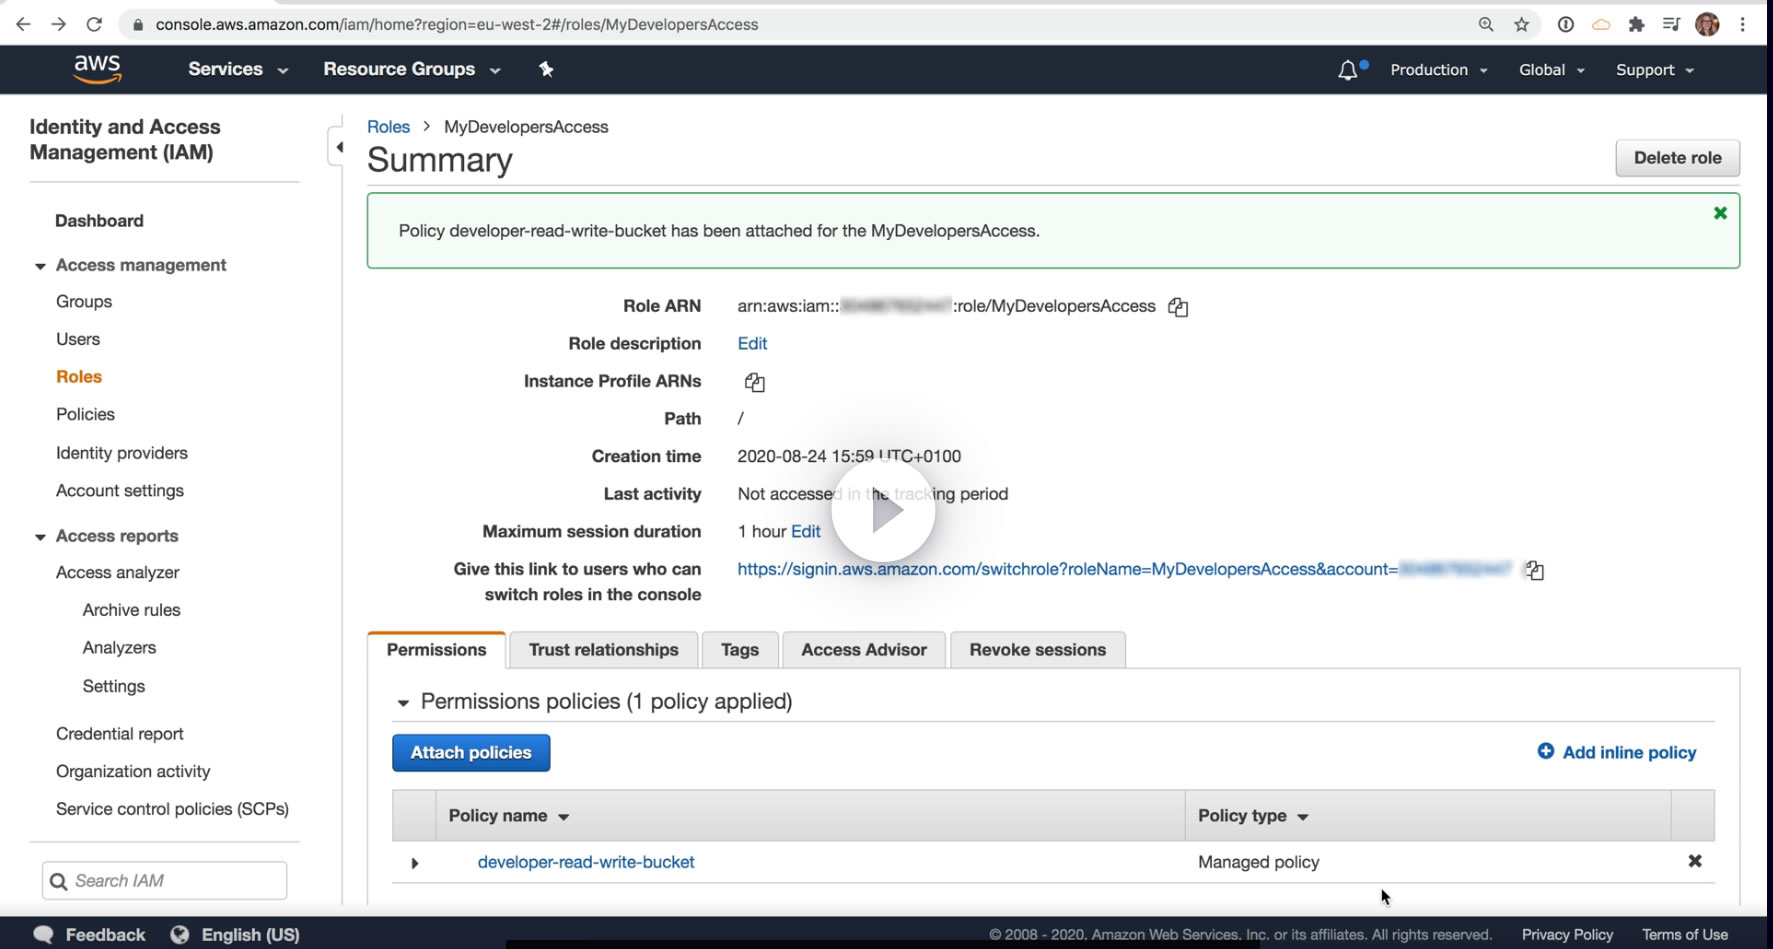 console.aws.amazon.com/iam/home?region=eu-west-2#/roles/MyDevelopersAccess
aws
Services
Resource Groups
Production
Global
Support
Identity and Access
Management (IAM)
Dashboard
Access management
Groups
Users
Roles
Policies
Identity providers
Account settings
Access reports
Access analyzer
Archive rules
Analyzers
Settings
Credential report
Organization activity
Service control policies (SCPs)
Search IAM
Roles > MyDevelopersAccess
Summary
Delete role
Policy developer-read-write-bucket has been attached for the MyDevelopersAccess.
Role ARN arn:aws:iam:: :role/MyDevelopersAccess
Role description Edit
Instance Profile ARNs
Path /
Creation time 2020-08-24 15:59 UTC+0100
Last activity Not accessed in the tracking period
Maximum session duration 1 hour Edit
Give this link to users who can
switch roles in the console
https://signin.aws.amazon.com/switchrole?roleName=MyDevelopersAccess&account=
Permissions
Trust relationships
Tags
Access Advisor
Revoke sessions
Permissions policies (1 policy applied)
Attach policies
Add inline policy
Policy name
Policy type
developer-read-write-bucket
Managed policy
Feedback
English (US)
© 2008 - 2020, Amazon Web Services, Inc. or its affiliates. All rights reserved.
Privacy Policy
Terms of Use